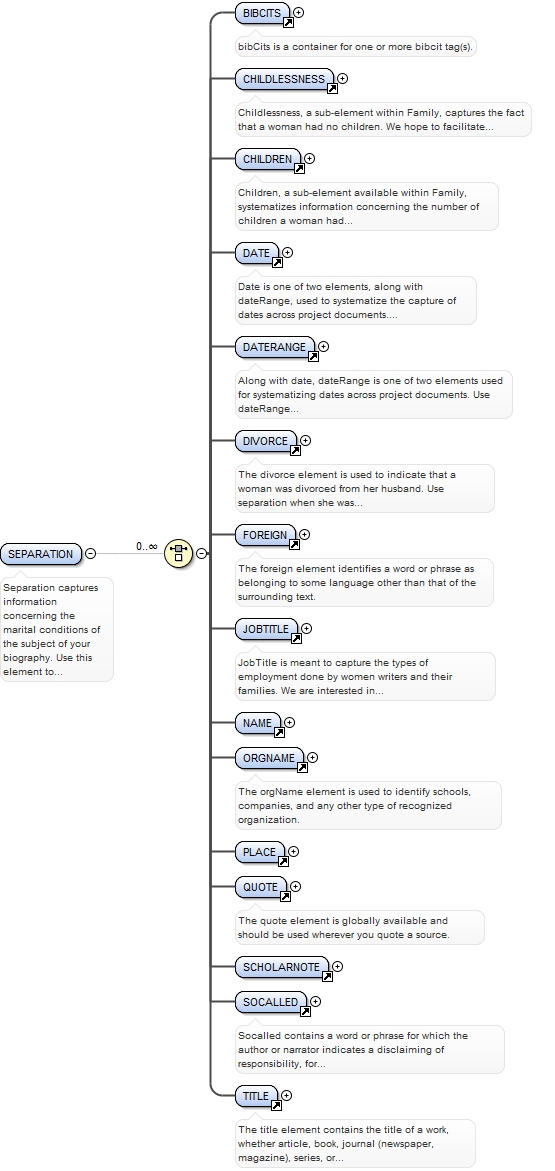 BIBCITS
bibCits is a container for one or more bibcit tag(s).
CHILDLESSNESS
Childlessness, a sub-element within Family, captures the fact
that a woman had no children. We hope to facilitate...
CHILDREN
Children, a sub-element available within Family,
systematizes information concerning the number of
children a woman had...
DATE
Date is one of two elements, along with
dateRange, used to systematize the capture of
dates across project documents....
DATERANGE
Along with date, dateRange is one of two elements used
for systematizing dates across project documents. Use
dateRange...
DIVORCE
The divorce element is used to indicate that a
woman was divorced from her husband. Use
separation when she was...
FOREIGN
The foreign element identifies a word or phrase as
belonging to some language other than that of the
surrounding text.
SEPARATION
0..∞
Separation captures
information
concerning the
marital conditions of
the subject of your
biography. Use this
element to...
JOBTITLE
JobTitle is meant to capture the types of
employment done by women writers and their
families. We are interested in...
NAME
ORGNAME
The orgName element is used to identify schools,
companies, and any other type of recognized
organization.
PLACE
QUOTE
The quote element is globally available and
should be used wherever you quote a source.
SCHOLARNOTE
SOCALLED
Socalled contains a word or phrase for which the
author or narrator indicates a disclaiming of
responsibility, for...
TITLE
The title element contains the title of a work,
whether article, book, journal (newspaper,
magazine), series, or...